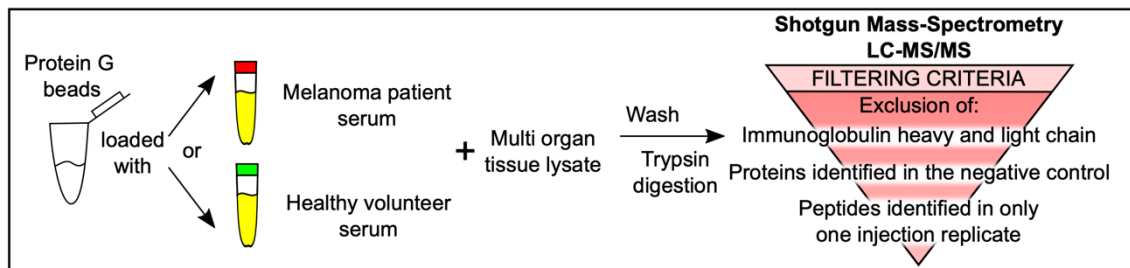 Protein G
beads
loaded
with
or
Melanoma patient
serum
Healthy volunteer
serum
+
Multi organ
tissue lysate
Wash
Trypsin
digestion
Shotgun Mass-Spectrometry
LC-MS/MS
FILTERING CRITERIA
Exclusion of:
Immunoglobulin heavy and light chain
Proteins identified in the negative control
Peptides identified in only
one injection replicate